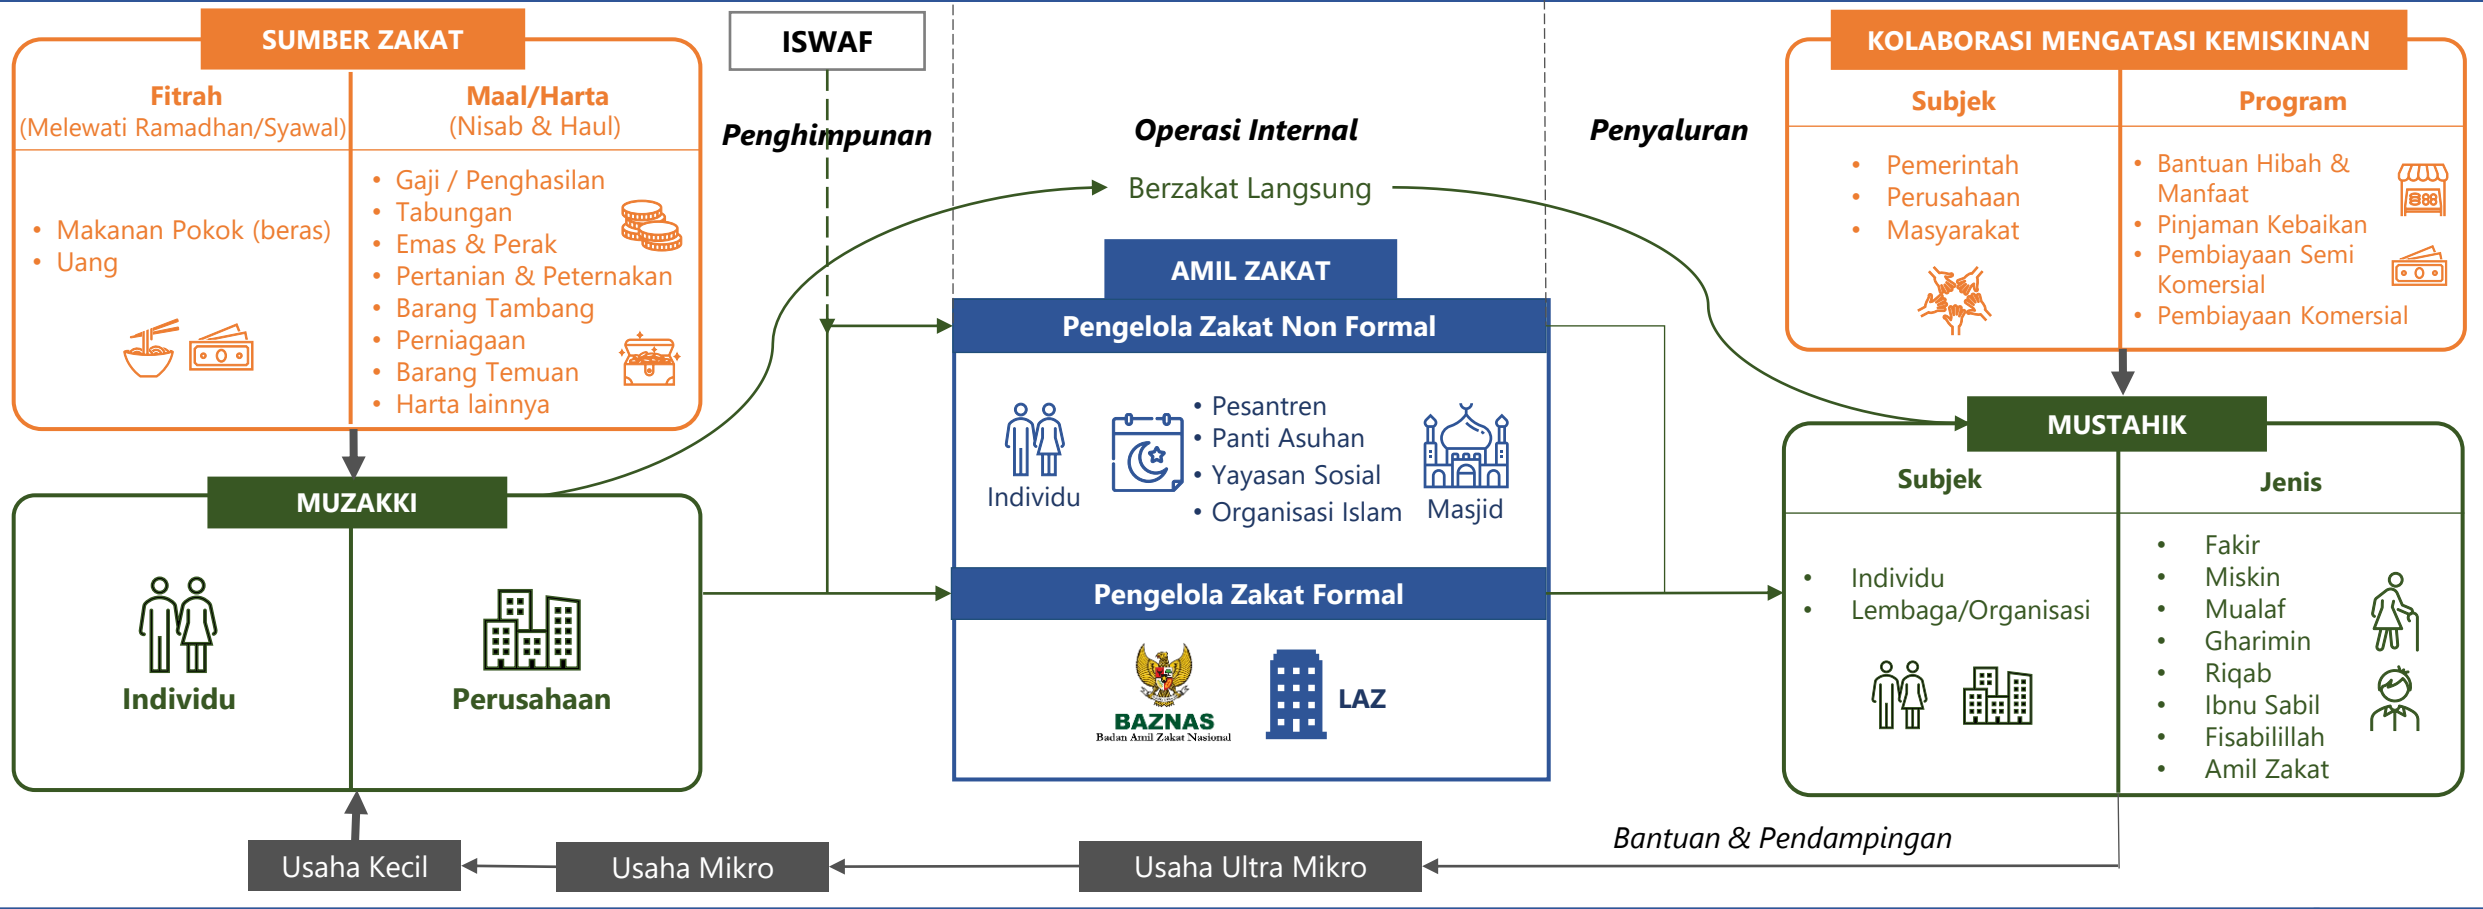 SUMBER ZAKAT
Fitrah
(Melewati Ramadhan/Syawal)
• Makanan Pokok (beras)
• Uang
Maal/Harta
(Nisab & Haul)
• Gaji / Penghasilan
• Tabungan
• Emas & Perak
• Pertanian & Peternakan
• Barang Tambang
• Perniagaan
• Barang Temuan
• Harta lainnya
MUZAKKI
Individu
Perusahaan
ISWAF
Penghimpunan
Operasi Internal
Penyaluran
Berzakat Langsung
AMIL ZAKAT
Pengelola Zakat Non Formal
Individu
• Pesantren
• Panti Asuhan
• Yayasan Sosial
• Organisasi Islam
Masjid
Pengelola Zakat Formal
BAZNAS
Badan Amil Zakat Nasional
LAZ
KOLABORASI MENGATASI KEMISKINAN
Subjek
• Pemerintah
• Perusahaan
• Masyarakat
Program
• Bantuan Hibah &
Manfaat
• Pinjaman Kebaikan
• Pembiayaan Semi
Komersial
• Pembiayaan Komersial
MUSTAHIK
Subjek
• Individu
• Lembaga/Organisasi
Jenis
• Fakir
• Miskin
• Mualaf
• Gharimin
• Riqab
• Ibnu Sabil
• Fisabilillah
• Amil Zakat
Bantuan & Pendampingan
Usaha Ultra Mikro
Usaha Mikro
Usaha Kecil